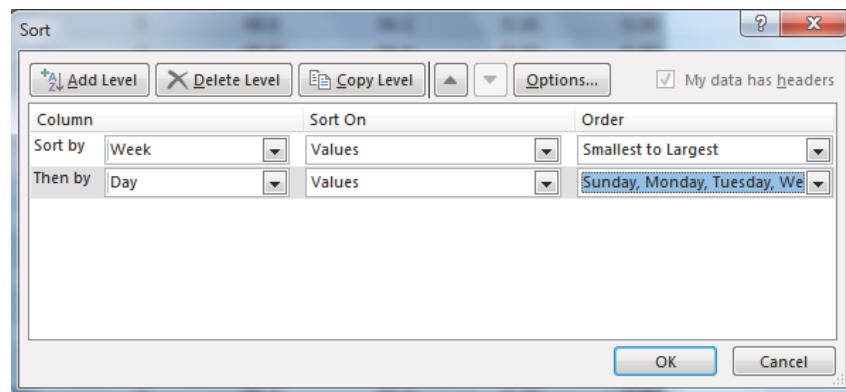 Sort
Add Level Delete Level Copy Level Options... My data has headers
Column Sort On Order
Sort by Week Values Smallest to Largest
Then by Day Values Sunday, Monday, Tuesday, We
OK Cancel